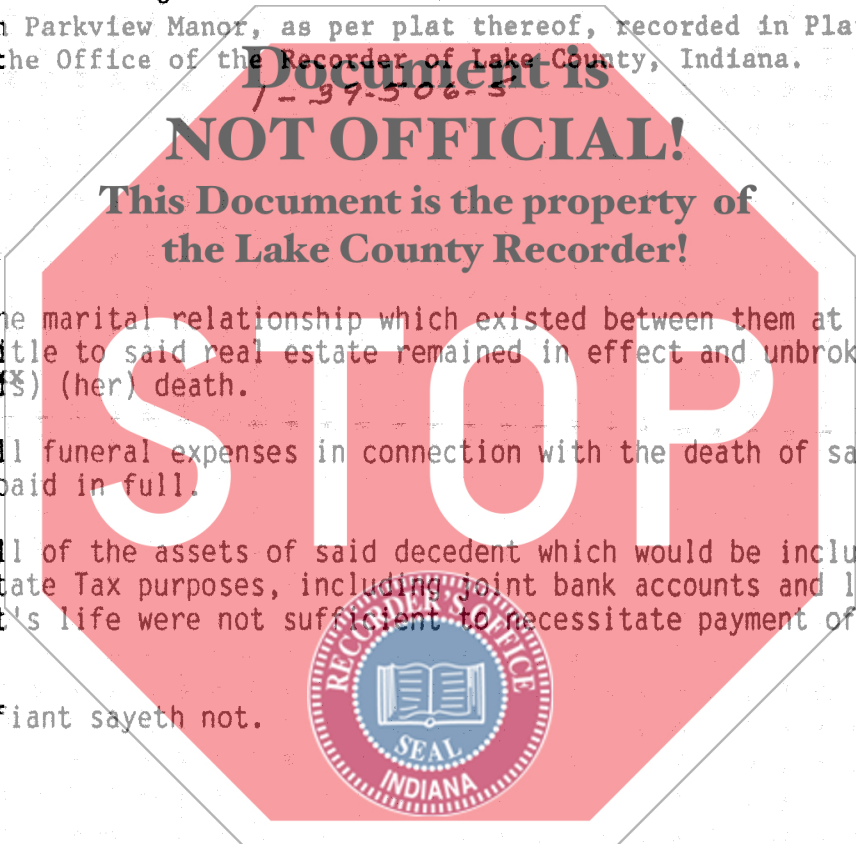 Parkview Manor, as per plat thereof, recorded in Pla
the Office of the Recorder of Lake County, Indiana.
Document is
1-39-506-5
NOT OFFICIAL!
This Document is the property of
the Lake County Recorder!
marital relationship which existed between them at
to said real estate remained in effect and unbrok
(her) death.
STOP
funeral expenses in connection with the death of sa
paid in full.
of the assets of said decedent which would be inclu
Tax purposes, including joint bank accounts and l
t's life were not sufficient to necessitate payment of
fiant sayeth not.
RECORDER'S OFFICE
SEAL
INDIANA